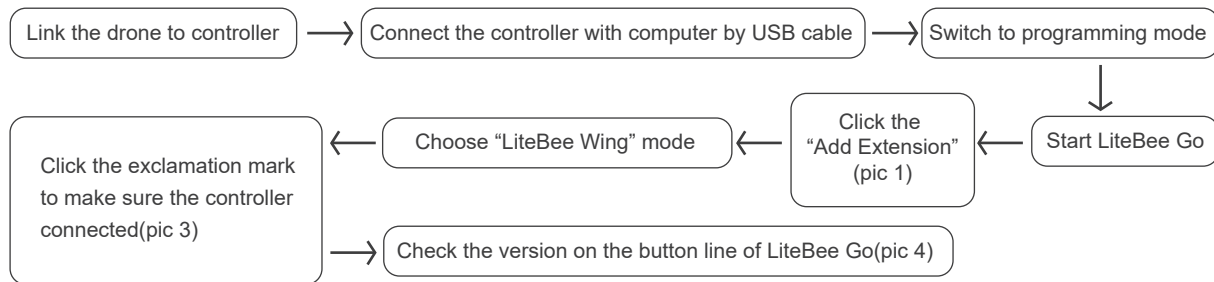 Link the drone to controller
Connect the controller with computer by USB cable
Switch to programming mode
Start LiteBee Go
Click the
“Add Extension”
(pic 1)
Choose “LiteBee Wing” mode
Click the exclamation mark
to make sure the controller
connected(pic 3)
Check the version on the button line of LiteBee Go(pic 4)